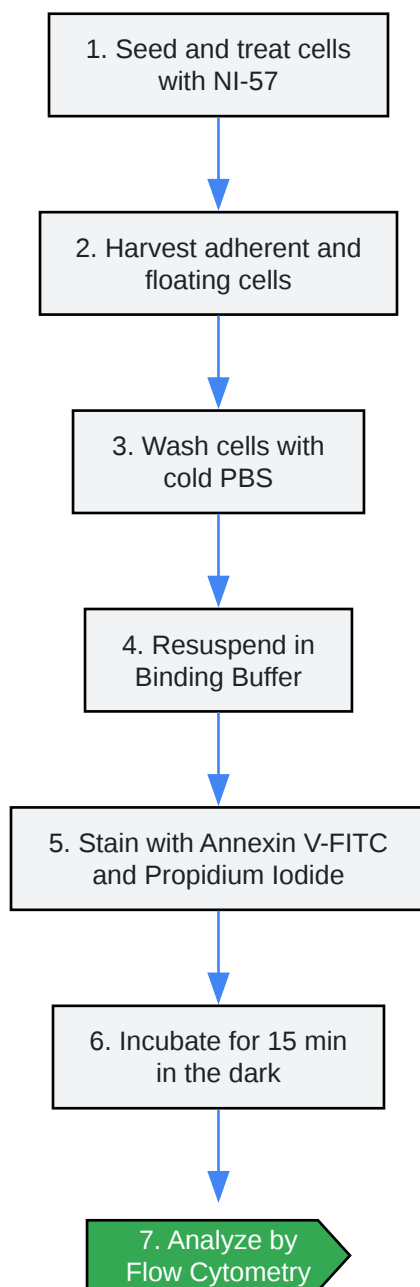 1. Seed and treat cells
with NI-57
2. Harvest adherent and
floating cells
3. Wash cells with
cold PBS
4. Resuspend in
Binding Buffer
5. Stain with Annexin V-FITC
and Propidium Iodide
6. Incubate for 15 min
in the dark
7. Analyze by
Flow Cytometry